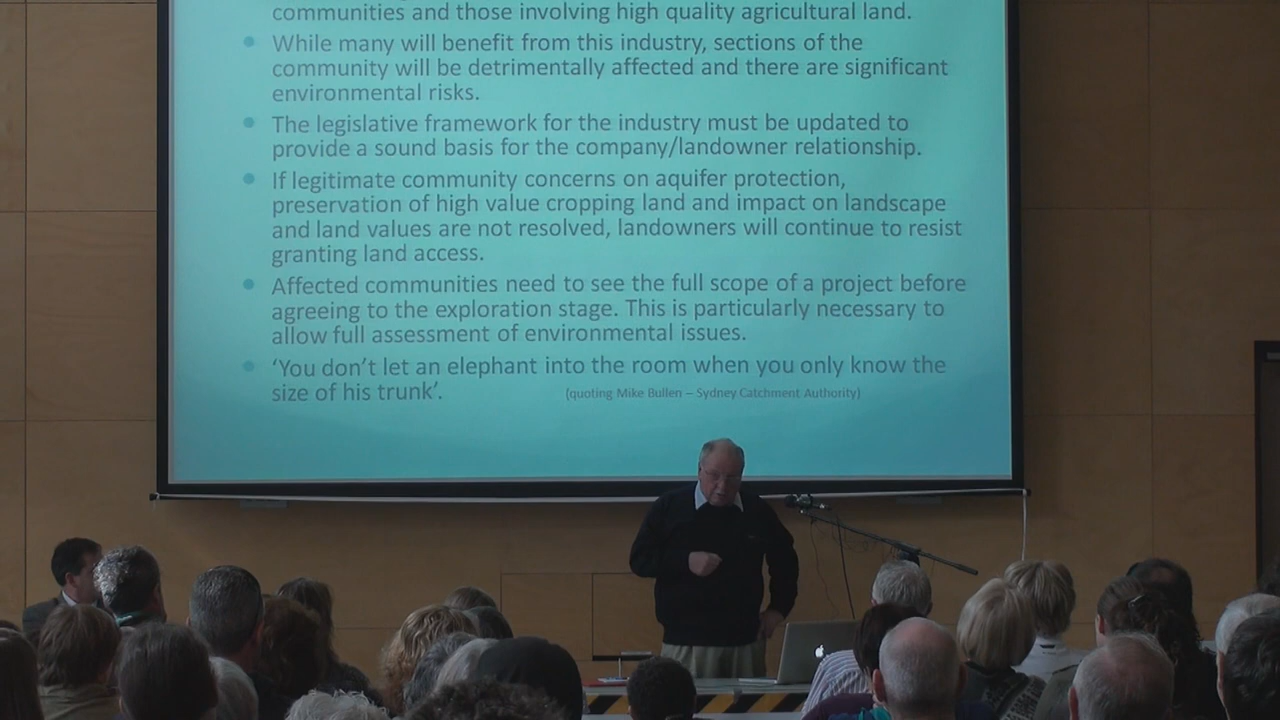 communities and those involving high quality agricultural land.
While many will benefit from this industry, sections of the
community will be detrimentally affected and there are significant
environmental risks.
The legislative framework for the industry must be updated to
provide a sound basis for the company/landowner relationship.
If legitimate community concerns on aquifer protection,
preservation of high value cropping land and impact on landscape
and land values are not resolved, landowners will continue to resist
granting land access.
Affected communities need to see the full scope of a project before
agreeing to the exploration stage. This is particularly necessary to
allow full assessment of environmental issues.
‘You don’t let an elephant into the room when you only know the
size of his trunk’. (quoting Mike Bullen – Sydney Catchment Authority)